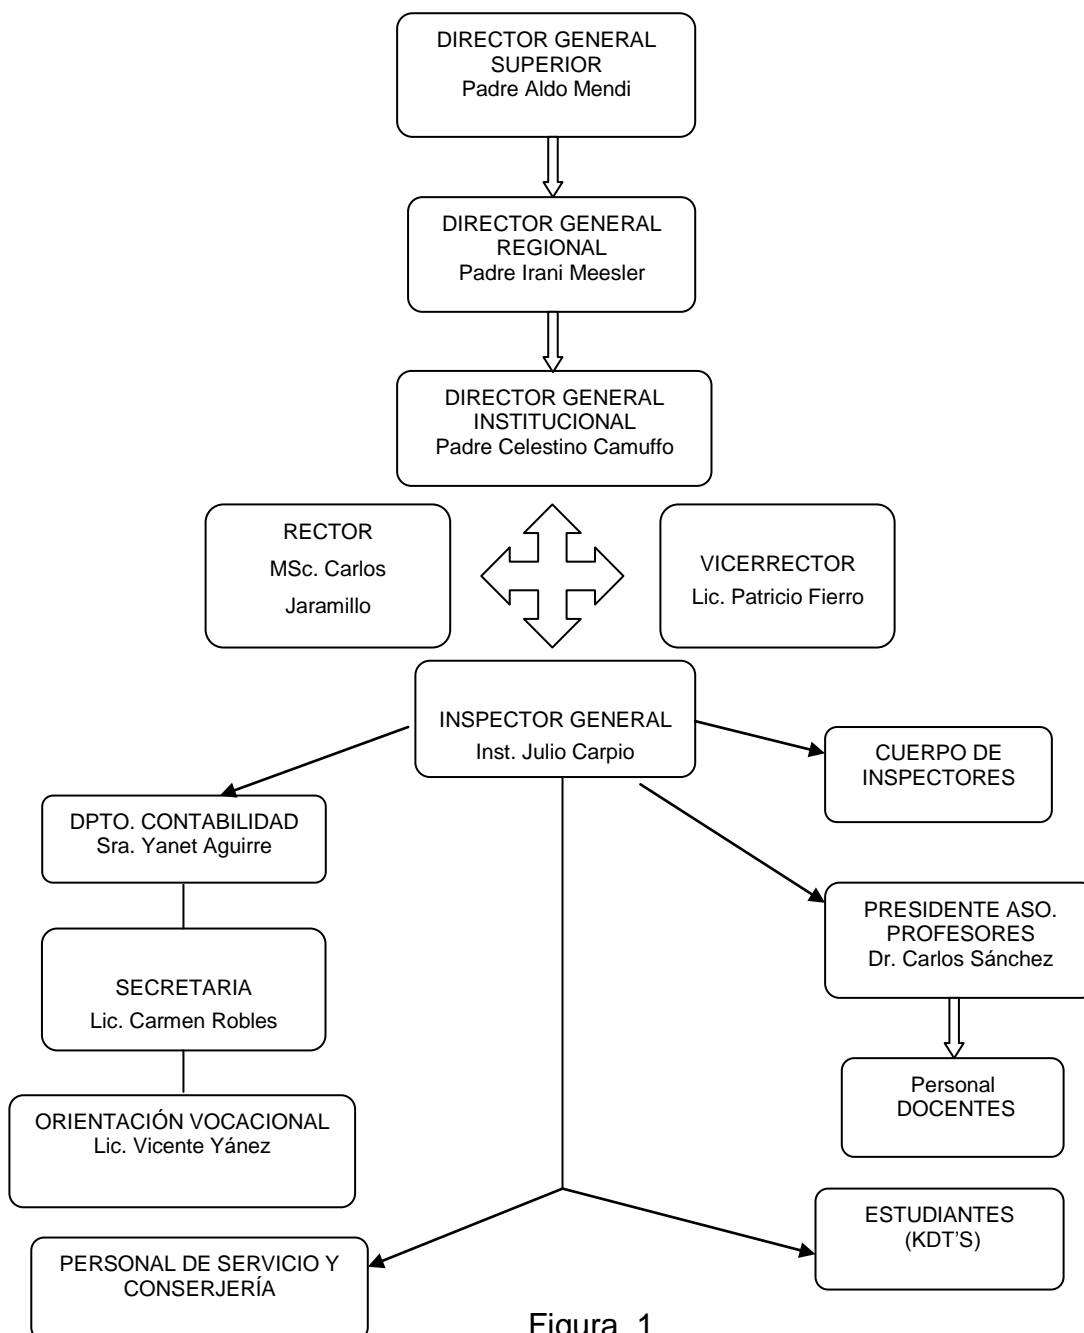 DIRECTOR GENERAL
SUPERIOR
Padre Aldo Mendi
DIRECTOR GENERAL
REGIONAL
Padre Irani Meesler
DIRECTOR GENERAL
INSTITUCIONAL
Padre Celestino Camuffo
RECTOR
MSc. Carlos
Jaramillo
VICERRECTOR
Lic. Patricio Fierro
INSPECTOR GENERAL
Inst. Julio Carpio
CUERPO DE
INSPECTORES
DPTO. CONTABILIDAD
Sra. Yanet Aguirre
PRESIDENTE ASO.
PROFESORES
Dr. Carlos Sánchez
SECRETARIA
Lic. Carmen Robles
Personal
DOCENTES
ORIENTACIÓN VOCACIONAL
Lic. Vicente Yánez
ESTUDIANTES
(KDT'S)
PERSONAL DE SERVICIO Y
CONSERJERÍA
Figura 1